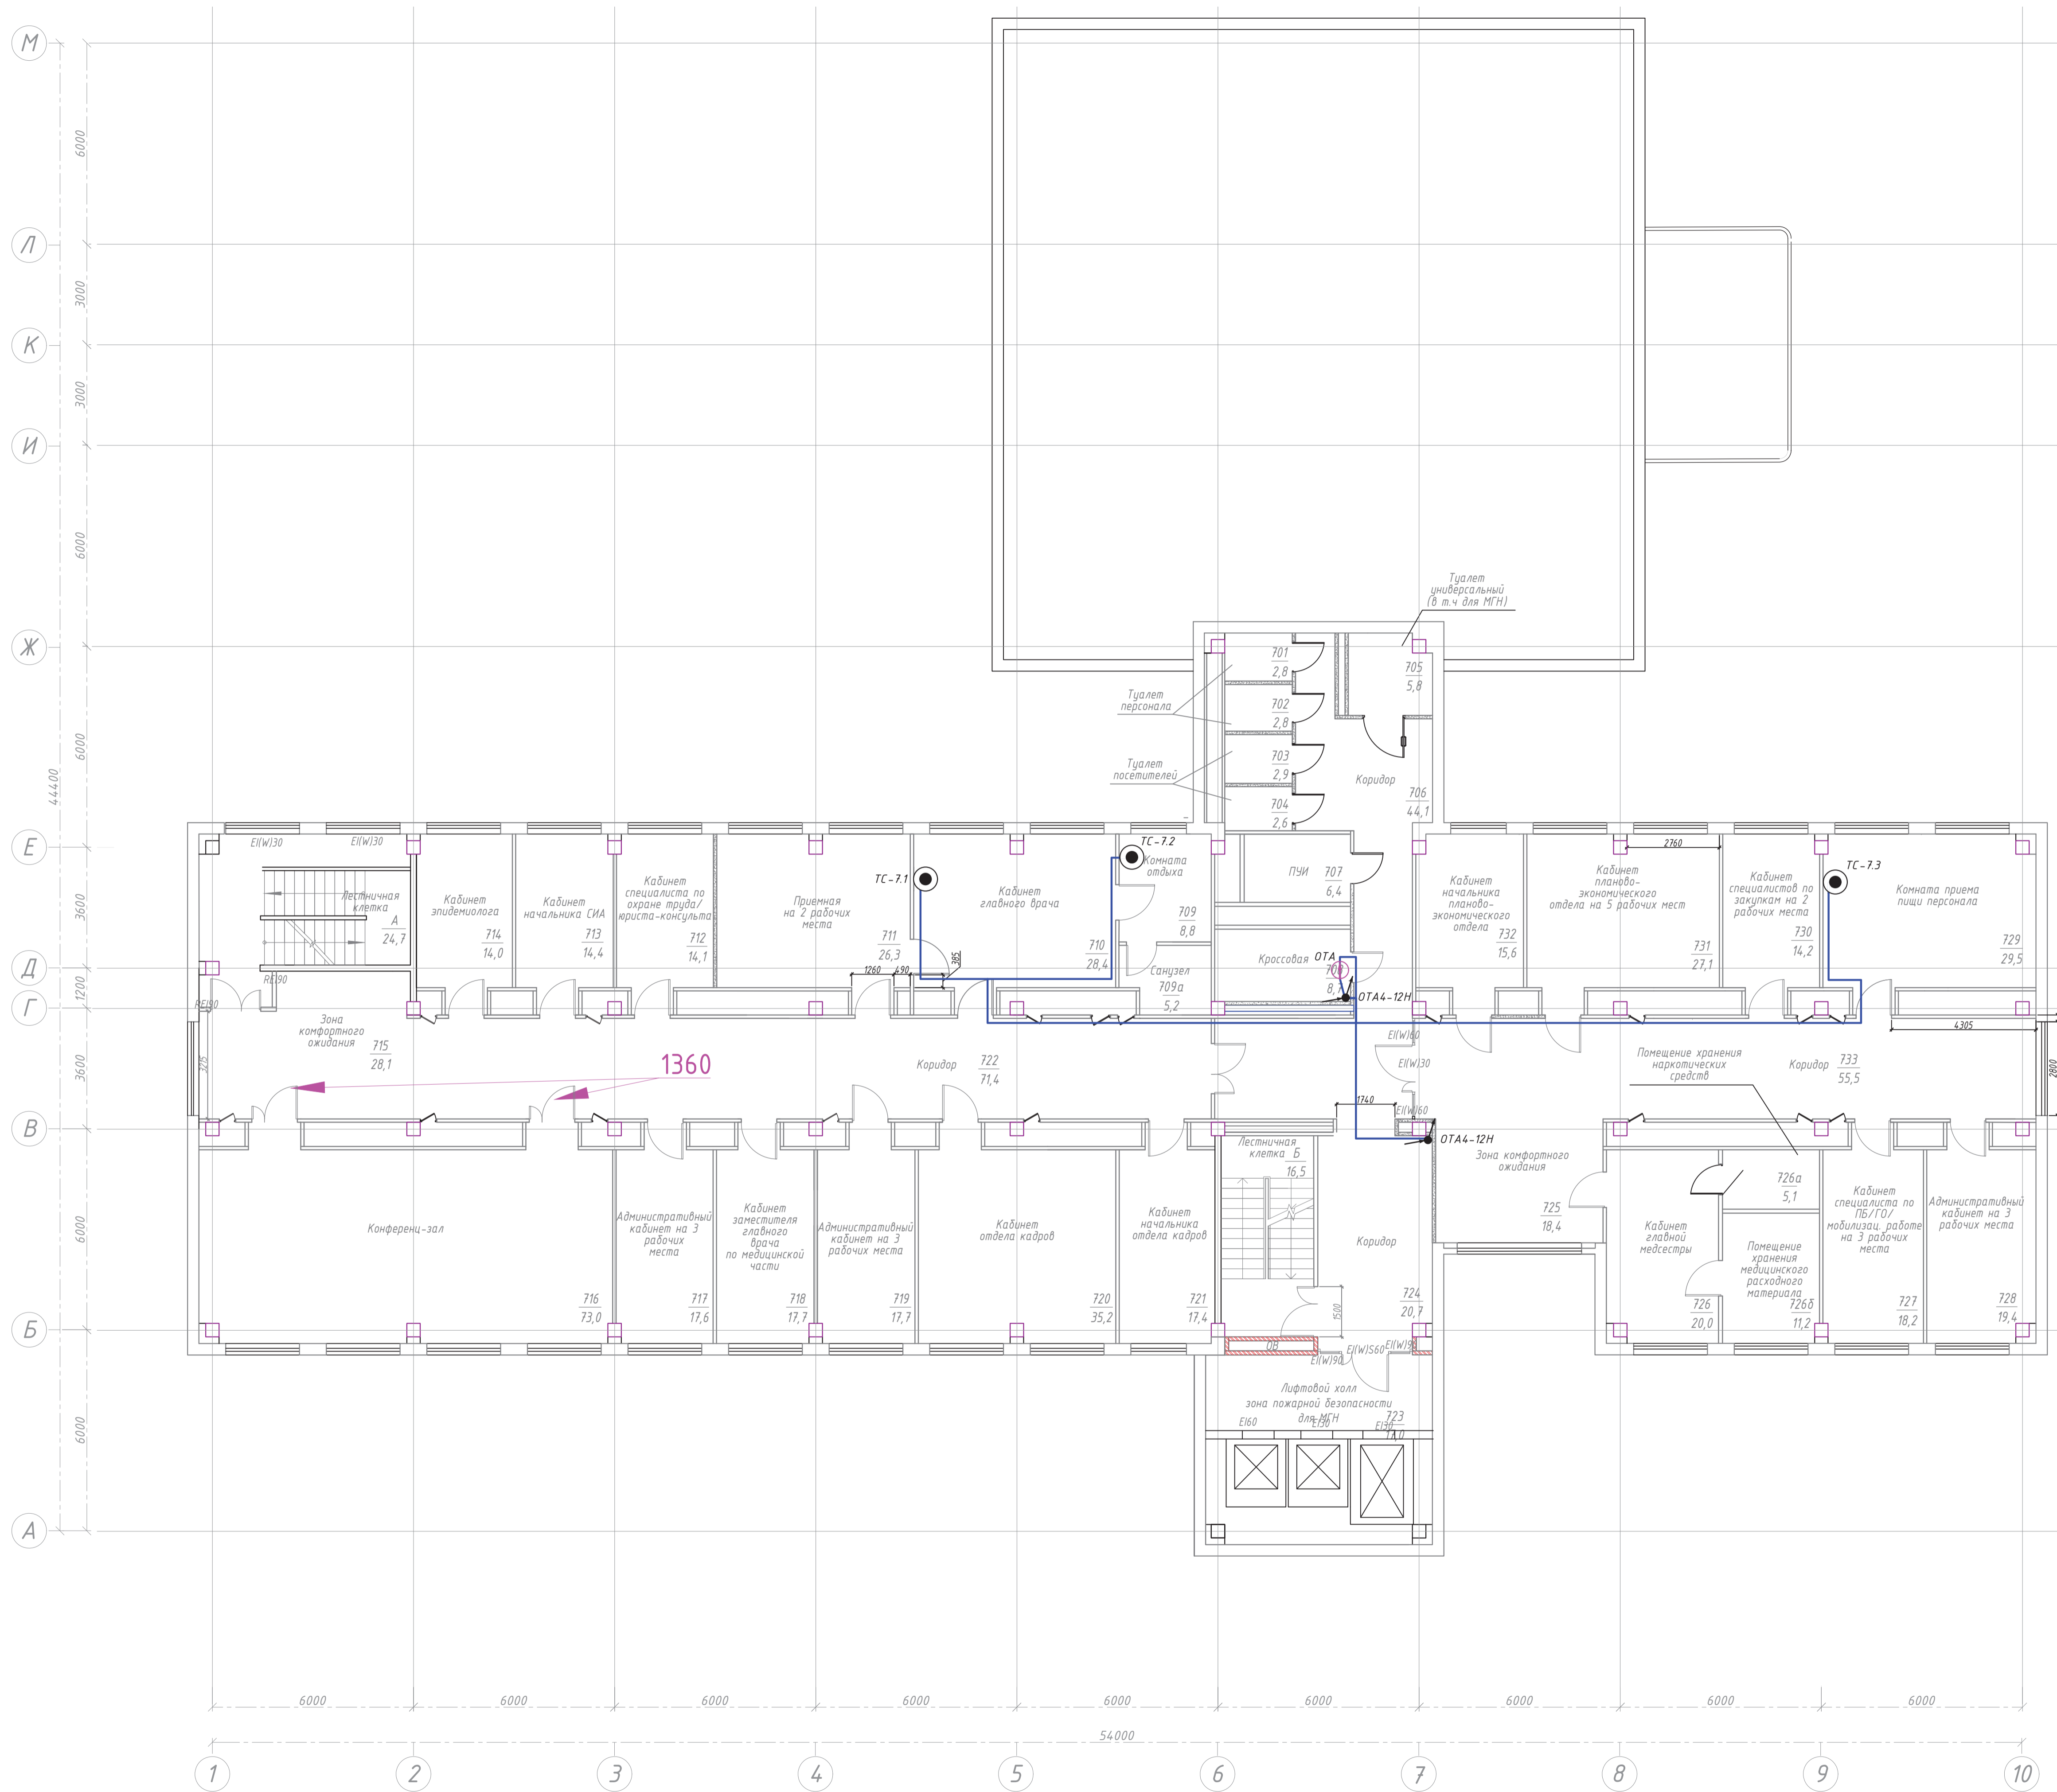 М
6000
Л
3000
К
3000
И
6000
Туалет
универсальный
(в т.ч для МГН)
Ж
701
2,8
705
5,8
Туалет
персонала
702
2,8
6000
44400
703
2,9
Туалет
посетителей
Коридор
706
44,1
704
2,6
Е
EI(W)30
EI(W)30
ТС-7.2
2760
Комната
отдыха
ТС-7.1
ТС-7.3
ПУИ
707
6,4
Лестничная
клетка
А
24,7
Кабинет
эпидемиолога
714
14,0
Кабинет
начальника СИА
713
14,4
Кабинет
специалиста по
охране труда/
юриста-консульта
712
14,1
Приемная
на 2 рабочих
места
711
26,3
Кабинет
главного врача
710
28,4
709
8,8
Кабинет
начальника
планово-
экономического
отдела
732
15,6
Кабинет
планово-
экономического
отдела на 5 рабочих мест
731
27,1
Кабинет
специалистов по
закупкам на 2
рабочих места
730
14,2
Комната приема
пищи персонала
729
29,5
3600
Д
REI90
1260
490
385
Санузел
709а
5,2
Кроссовая
ОТА
8,7
ОТА4-12Н
1200
Г
REI90
Зона
комфортного
ожидания
715
28,1
3275
1360
Коридор
722
71,4
EI(W)60
EI(W)30
Помещение хранения
наркотических
средств
Коридор
733
55,5
4305
2800
3600
1740
EI(W)60
В
ОТА4-12Н
Лестничная
клетка
Б
16,5
Зона комфортного
ожидания
725
18,4
726а
5,1
Конференц-зал
716
73,0
Административный
кабинет на 3
рабочих
места
717
17,6
Кабинет
заместителя
главного
врача
по медицинской
части
718
17,7
Административный
кабинет на 3
рабочих места
719
17,7
Кабинет
отдела кадров
720
35,2
Кабинет
начальника
отдела кадров
721
17,4
Коридор
724
20,7
1500
Кабинет
главной
медсестры
726
20,0
Помещение
хранения
медицинского
расходного
материала
726б
11,2
Кабинет
специалиста по
ПБ/ГО/
мобилизац. работе
на 3 рабочих
места
727
18,2
Административный
кабинет на 3
рабочих места
728
19,4
6000
Б
ОВ
EI(W)90
EI(W)S60
Лифтовой холл
зона пожарной безопасности
для МГН
723
EI60
EI30
EI30
6000
А
6000
6000
6000
6000
6000
6000
6000
6000
6000
54000
1
2
3
4
5
6
7
8
9
10